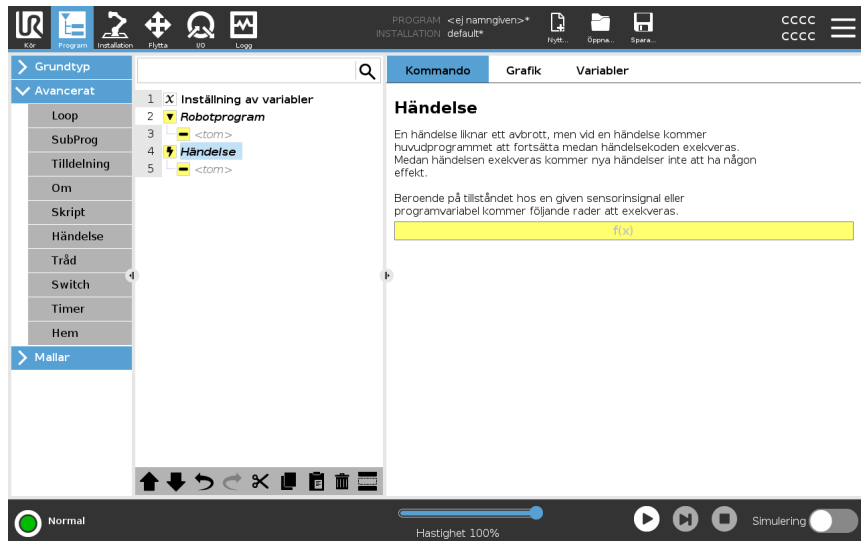 UR
Kör
Program
Installation
Flytta
I/O
Logg
PROGRAM <ej namngiven>*
INSTALLATION default*
Nytt...
Öppna...
Spara...
CCCC
CCCC
Grundtyp
Avancerat
Loop
SubProg
Tilldelning
Om
Skript
Händelse
Tråd
Switch
Timer
Hem
Mallar
1 X Inställning av variabler
2 Robotprogram
3 <tom>
4 Händelse
5 <tom>
Kommando Grafik Variabler
Händelse
En händelse liknar ett avbrott, men vid en händelse kommer
huvudprogrammet att fortsätta medan händelsekoden exekveras.
Medan händelsen exekveras kommer nya händelser inte att ha någon
effekt.
Beroende på tillståndet hos en given sensorinsignal eller
programvariabel kommer följande rader att exekveras.
f(x)
Normal
Hastighet 100%
Simulering